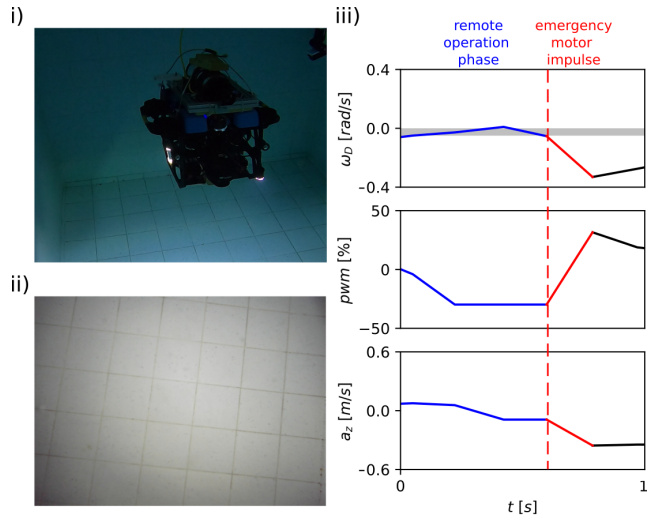 i)
ii)
iii)
remote
operation
phase
emergency
motor
impulse
0.4
0.0
−0.4
ω_D [rad/s]
50
0
−50
pwm [%]
0.6
0.0
−0.6
a_z [m/s]
0
1
t [s]